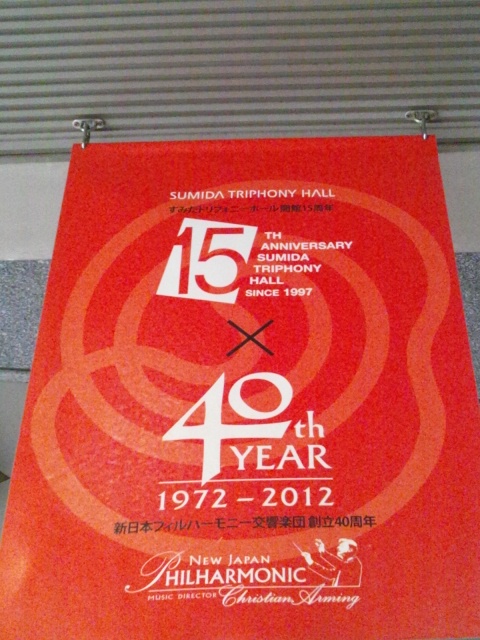 SUMIDA TRIPHONY HALL
すみだトリフォニーホール 開館15周年
15
TH
ANNIVERSARY
SUMIDA
TRIPHONY
HALL
SINCE 1997
×
40th
YEAR
1972 – 2012
新日本フィルハーモニー交響楽団 創立40周年
NEW JAPAN
PHILHARMONIC
MUSIC DIRECTOR Christian Arming